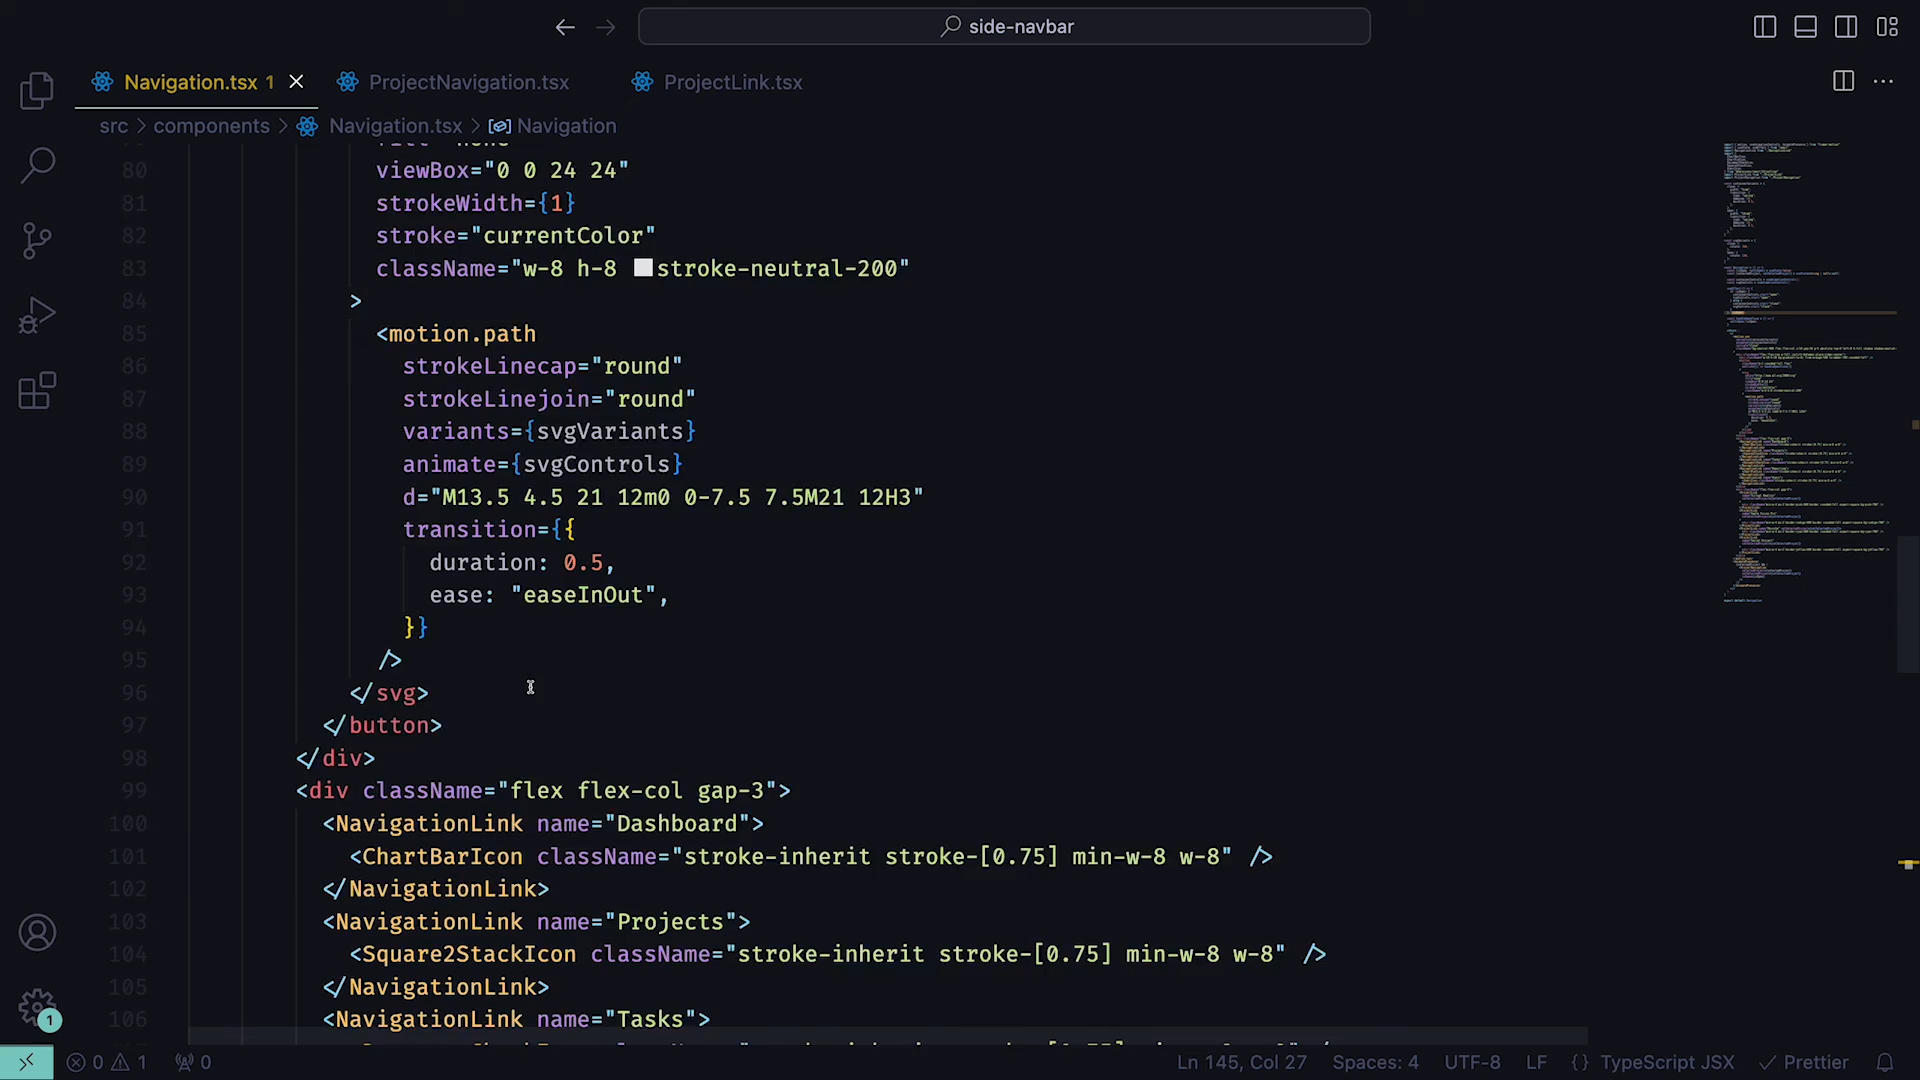 side-navbar
Navigation.tsx 1
ProjectNavigation.tsx
ProjectLink.tsx
src > components > Navigation.tsx > Navigation
80 viewBox="0 0 24 24"
81 strokeWidth={1}
82 stroke="currentColor"
83 className="w-8 h-8 stroke-neutral-200"
84 >
85 <motion.path
86 strokeLinecap="round"
87 strokeLinejoin="round"
88 variants={svgVariants}
89 animate={svgControls}
90 d="M13.5 4.5 21 12m0 0-7.5 7.5M21 12H3"
91 transition={{
92 duration: 0.5,
93 ease: "easeInOut",
94 }}
95 />
96 </svg>
97 </button>
98 </div>
99 <div className="flex flex-col gap-3">
100 <NavigationLink name="Dashboard">
101 <ChartBarIcon className="stroke-inherit stroke-[0.75] min-w-8 w-8" />
102 </NavigationLink>
103 <NavigationLink name="Projects">
104 <Square2StackIcon className="stroke-inherit stroke-[0.75] min-w-8 w-8" />
105 </NavigationLink>
106 <NavigationLink name="Tasks">
1
0 1 0
Ln 145, Col 27 Spaces: 4 UTF-8 LF {} TypeScript JSX Prettier